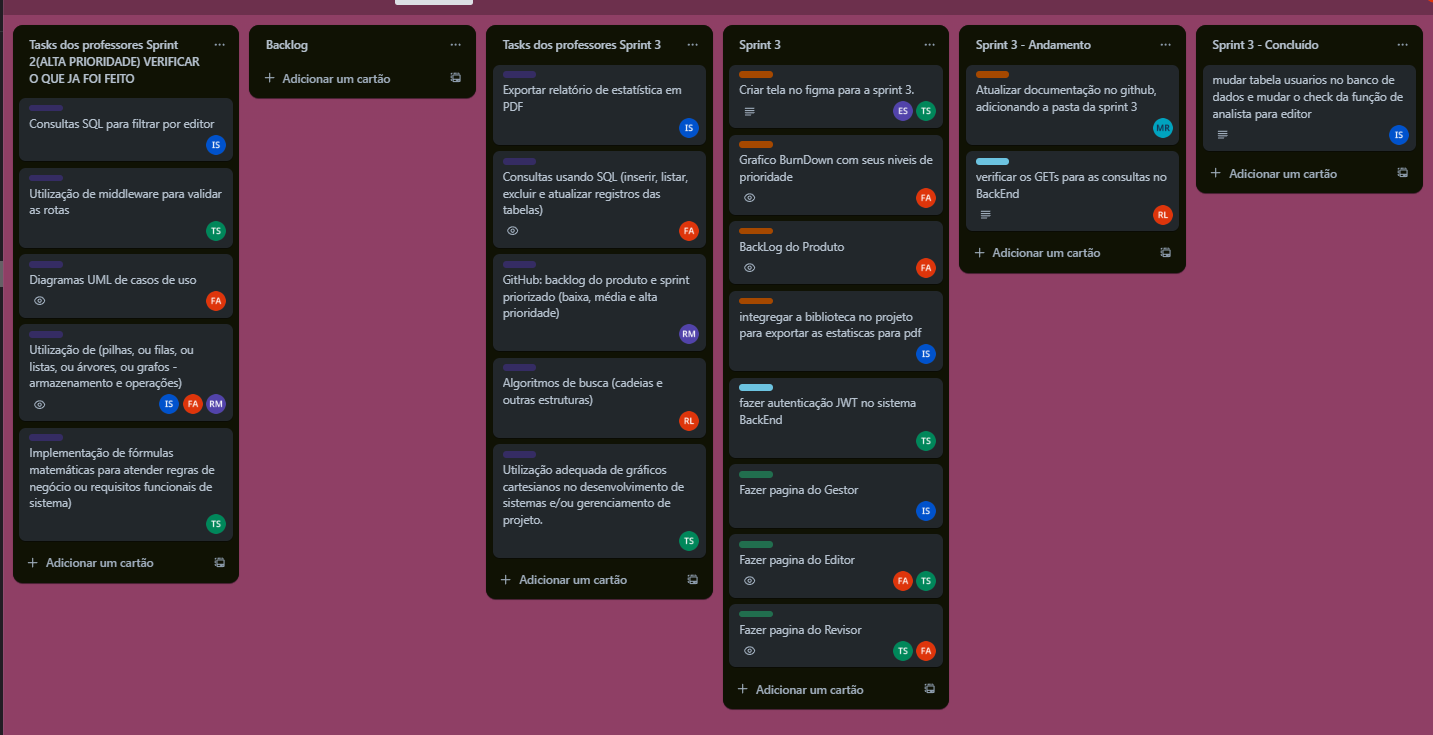 Tasks dos professores Sprint
2(ALTA PRIORIDADE) VERIFICAR
O QUE JA FOI FEITO
Consultas SQL para filtrar por editor
IS
Utilização de middleware para validar
as rotas
TS
Diagramas UML de casos de uso
FA
Utilização de (pilhas, ou filas, ou
listas, ou árvores, ou grafos -
armazenamento e operações)
IS FA RM
Implementação de fórmulas
matemáticas para atender regras de
negócio ou requisitos funcionais de
sistema)
TS
Adicionar um cartão
Backlog
Adicionar um cartão
Tasks dos professores Sprint 3
Exportar relatório de estatística em
PDF
IS
Consultas usando SQL (inserir, listar,
excluir e atualizar registros das
tabelas)
FA
GitHub: backlog do produto e sprint
priorizado (baixa, média e alta
prioridade)
RM
Algoritmos de busca (cadeias e
outras estruturas)
RL
Utilização adequada de gráficos
cartesianos no desenvolvimento de
sistemas e/ou gerenciamento de
projeto.
TS
Adicionar um cartão
Sprint 3
Criar tela no figma para a sprint 3.
ES TS
Grafico BurnDown com seus niveis de
prioridade
FA
BackLog do Produto
FA
integregar a biblioteca no projeto
para exportar as estatiscas para pdf
IS
fazer autenticação JWT no sistema
BackEnd
TS
Fazer pagina do Gestor
IS
Fazer pagina do Editor
FA TS
Fazer pagina do Revisor
TS FA
Adicionar um cartão
Sprint 3 - Andamento
Atualizar documentação no github,
adicionando a pasta da sprint 3
MR
verificar os GETs para as consultas no
BackEnd
RL
Adicionar um cartão
Sprint 3 - Concluído
mudar tabela usuarios no banco de
dados e mudar o check da função de
analista para editor
IS
Adicionar um cartão